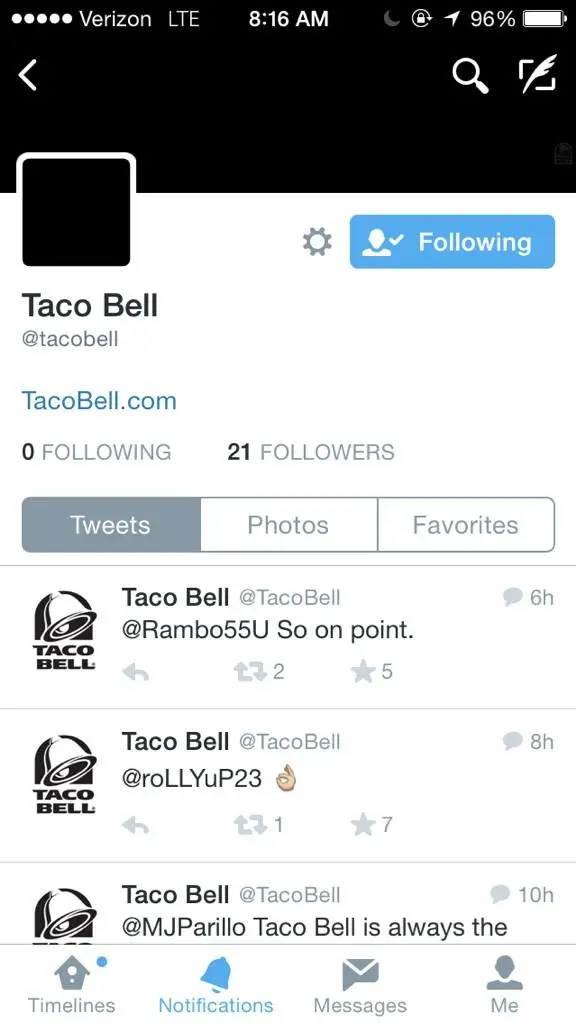 Verizon LTE 8:16 AM 96%
Following
Taco Bell
@tacobell
TacoBell.com
0 FOLLOWING 21 FOLLOWERS
Tweets Photos Favorites
Taco Bell @TacoBell 6h
@Rambo55U So on point.
2 5
TACO
BELL
Taco Bell @TacoBell 8h
@roLLYuP23 👌🏼
1 7
TACO
BELL
Taco Bell @TacoBell 10h
@MJParillo Taco Bell is always the
Timelines Notifications Messages Me